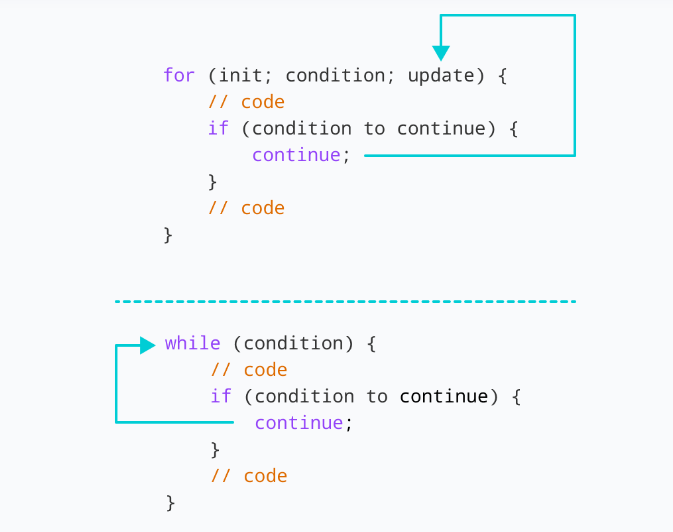 for (init; condition; update) {
// code
if (condition to continue) {
continue;
}
// code
}
while (condition) {
// code
if (condition to continue) {
continue;
}
// code
}